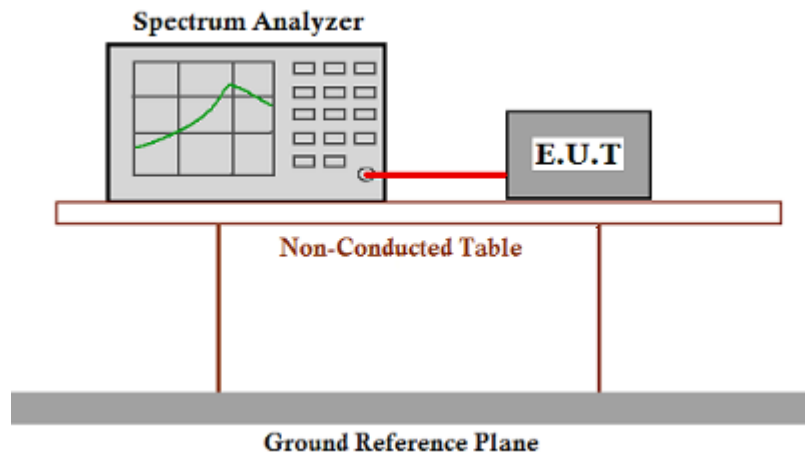 Spectrum Analyzer
E.U.T
Non-Conducted Table
Ground Reference Plane